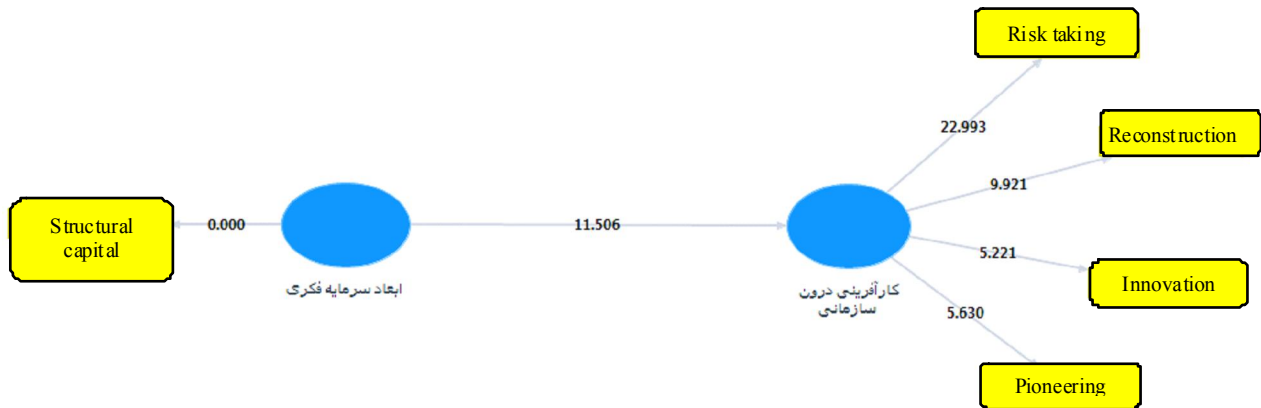 Risk taking
22.993
Reconstruction
9.921
Structural
capital
0.000
11.506
5.221
Innovation
ابعاد سرمایه فکری
کارآفرینی درون
سازمانی
5.630
Pioneering